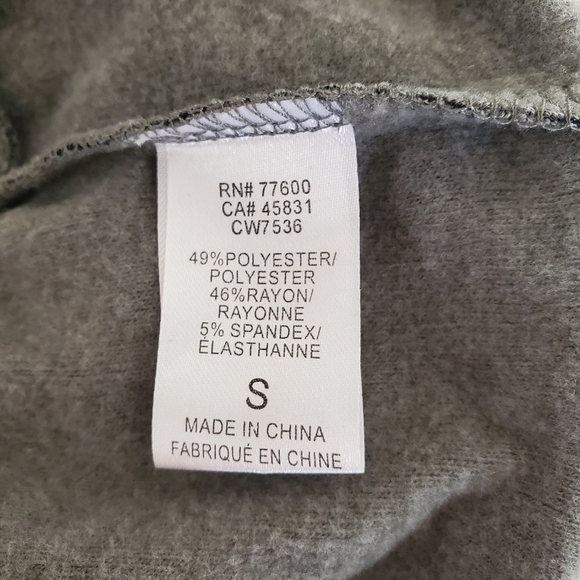 RN# 77600
CA# 45831
CW7536
49%POLYESTER/
POLYESTER
46%RAYON/
RAYONNE
5% SPANDEX/
ÉLASTHANNE
S
MADE IN CHINA
FABRIQUÉ EN CHINE